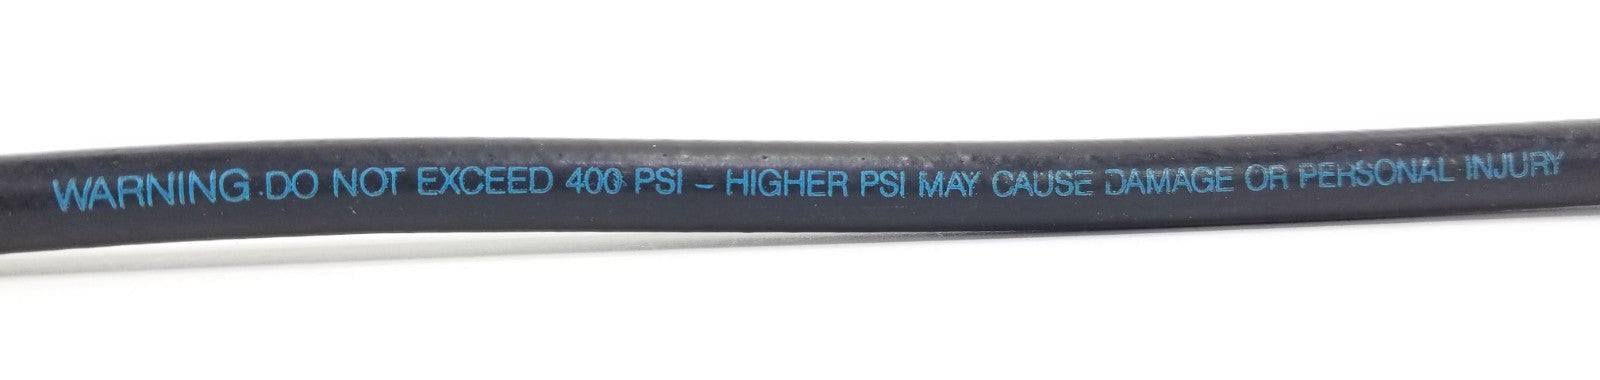 WARNING DO NOT EXCEED 400 PSI – HIGHER PSI MAY CAUSE DAMAGE OR PERSONAL INJURY